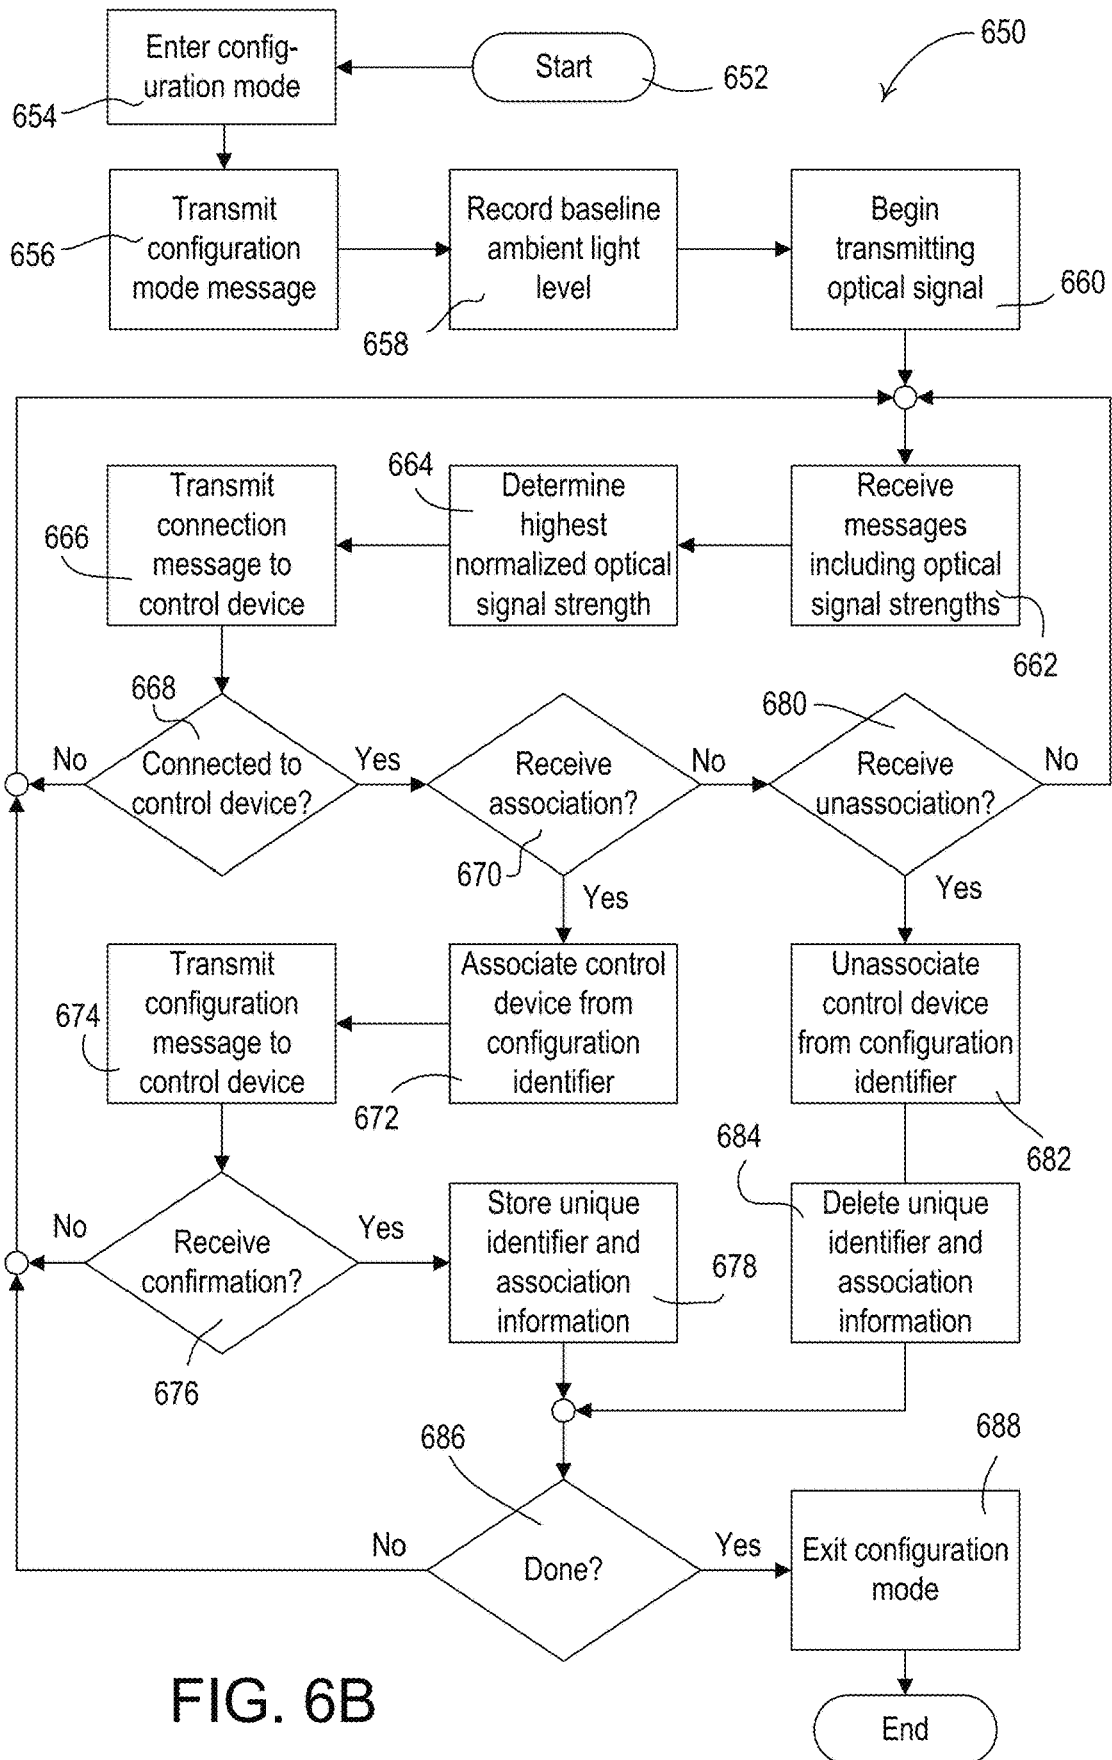 Enter config-
uration mode
654
Start
652
650
Transmit
configuration
mode message
656
Record baseline
ambient light
level
658
Begin
transmitting
optical signal
660
Transmit
connection
message to
control device
666
664
Determine
highest
normalized optical
signal strength
Receive
messages
including optical
signal strengths
662
668
No
Connected to
control device?
Yes
Receive
association?
670
No
Yes
680
Receive
unassociation?
No
Yes
Transmit
configuration
message to
control device
674
Associate control
device from
configuration
identifier
672
Unassociate
control device
from configuration
identifier
682
No
Receive
confirmation?
Yes
676
Store unique
identifier and
association
information
678
684
Delete unique
identifier and
association
information
686
No
Done?
Yes
688
Exit configuration
mode
End
FIG. 6B